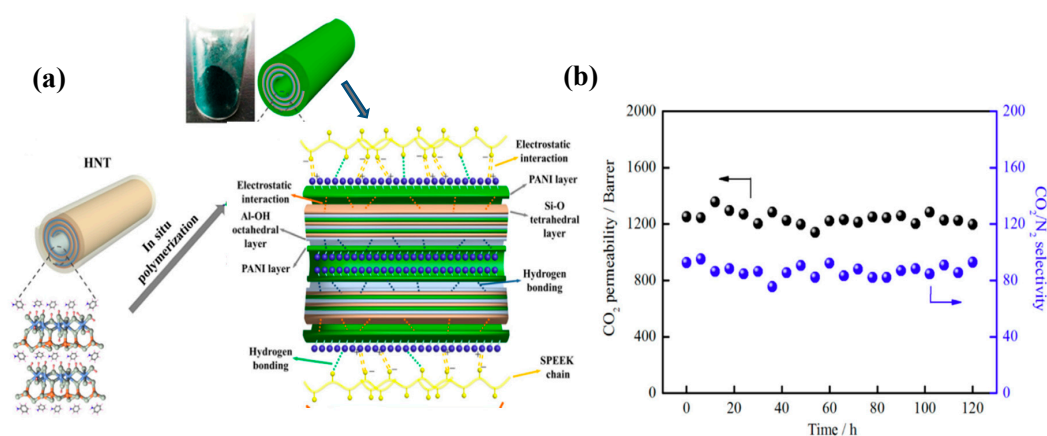 (a)
HNT
In situ
polymerization
Electrostatic
interaction
PANI layer
Electrostatic
interaction
Si-O
tetrahedal
layer
Al-OH
octahedral
layer
PANI layer
Hydrogen
bonding
Hydrogen
bonding
SPEEK
chain
(b)
CO2 permeability / Barrer
2000
1600
1200
800
400
0
200
160
120
80
40
0
CO2/N2 selectivity
0 20 40 60 80 100 120
Time / h